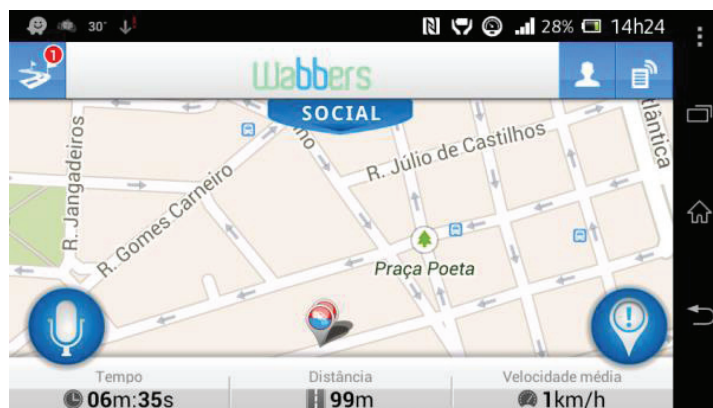 30°
28% 14h24
1
Wabbers
SOCIAL
R. Jangadeiros
R. Gomes Carneiro
R. Júlio de Castilhos
tlântica
Praça Poeta
Tempo
06m:35s
Distância
99m
Velocidade média
1km/h